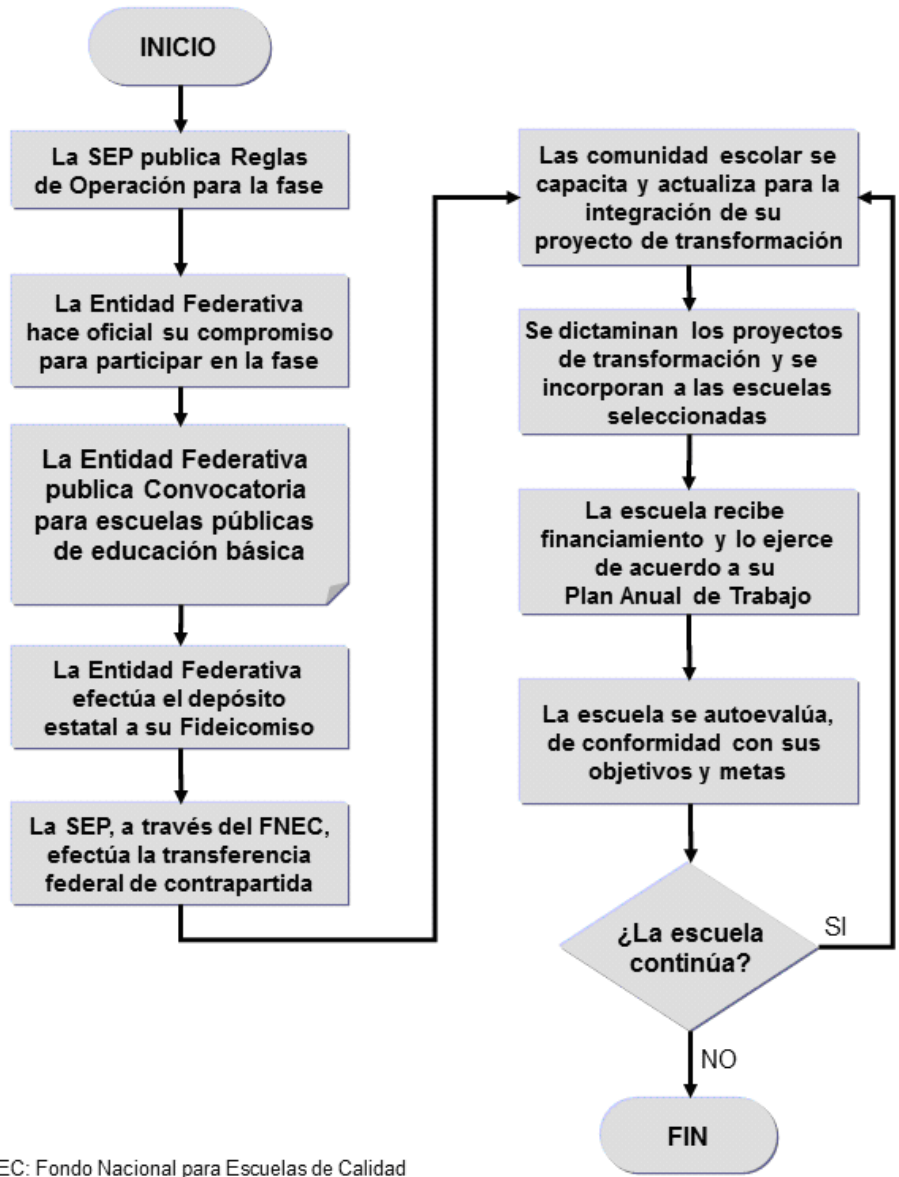 INICIO
La SEP publica Reglas
de Operación para la fase
La Entidad Federativa
hace oficial su compromiso
para participar en la fase
La Entidad Federativa
publica Convocatoria
para escuelas públicas
de educación básica
La Entidad Federativa
efectúa el depósito
estatal a su Fideicomiso
La SEP, a través del FNEC,
efectúa la transferencia
federal de contrapartida
Las comunidad escolar se
capacita y actualiza para la
integración de su
proyecto de transformación
Se dictaminan los proyectos
de transformación y se
incorporan a las escuelas
seleccionadas
La escuela recibe
financiamiento y lo ejerce
de acuerdo a su
Plan Anual de Trabajo
La escuela se autoevalúa,
de conformidad con sus
objetivos y metas
¿La escuela
continúa?
SI
NO
FIN
EC: Fondo Nacional para Escuelas de Calidad